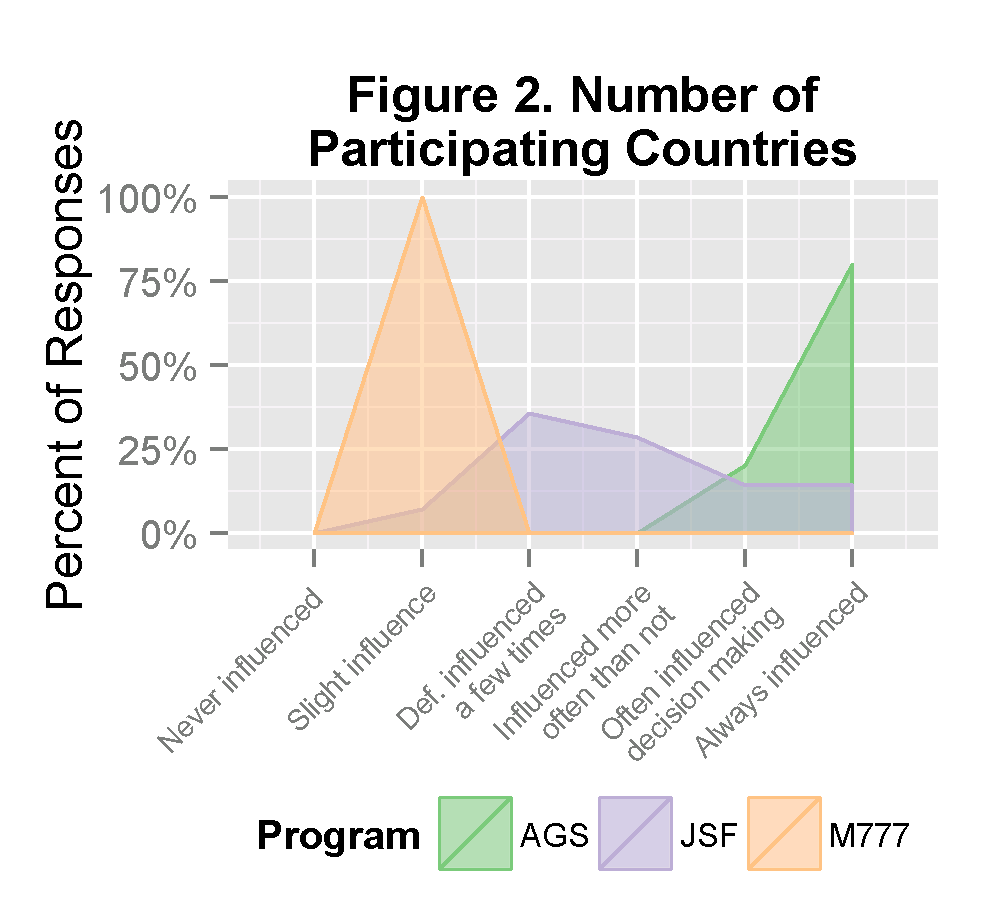 Figure 2. Number of
Participating Countries
Percent of Responses
100%
75%
50%
25%
0%
Never influenced
Slight influence
Def. influenced
a few times
Influenced more
often than not
Often influenced
decision making
Always influenced
Program
AGS
JSF
M777